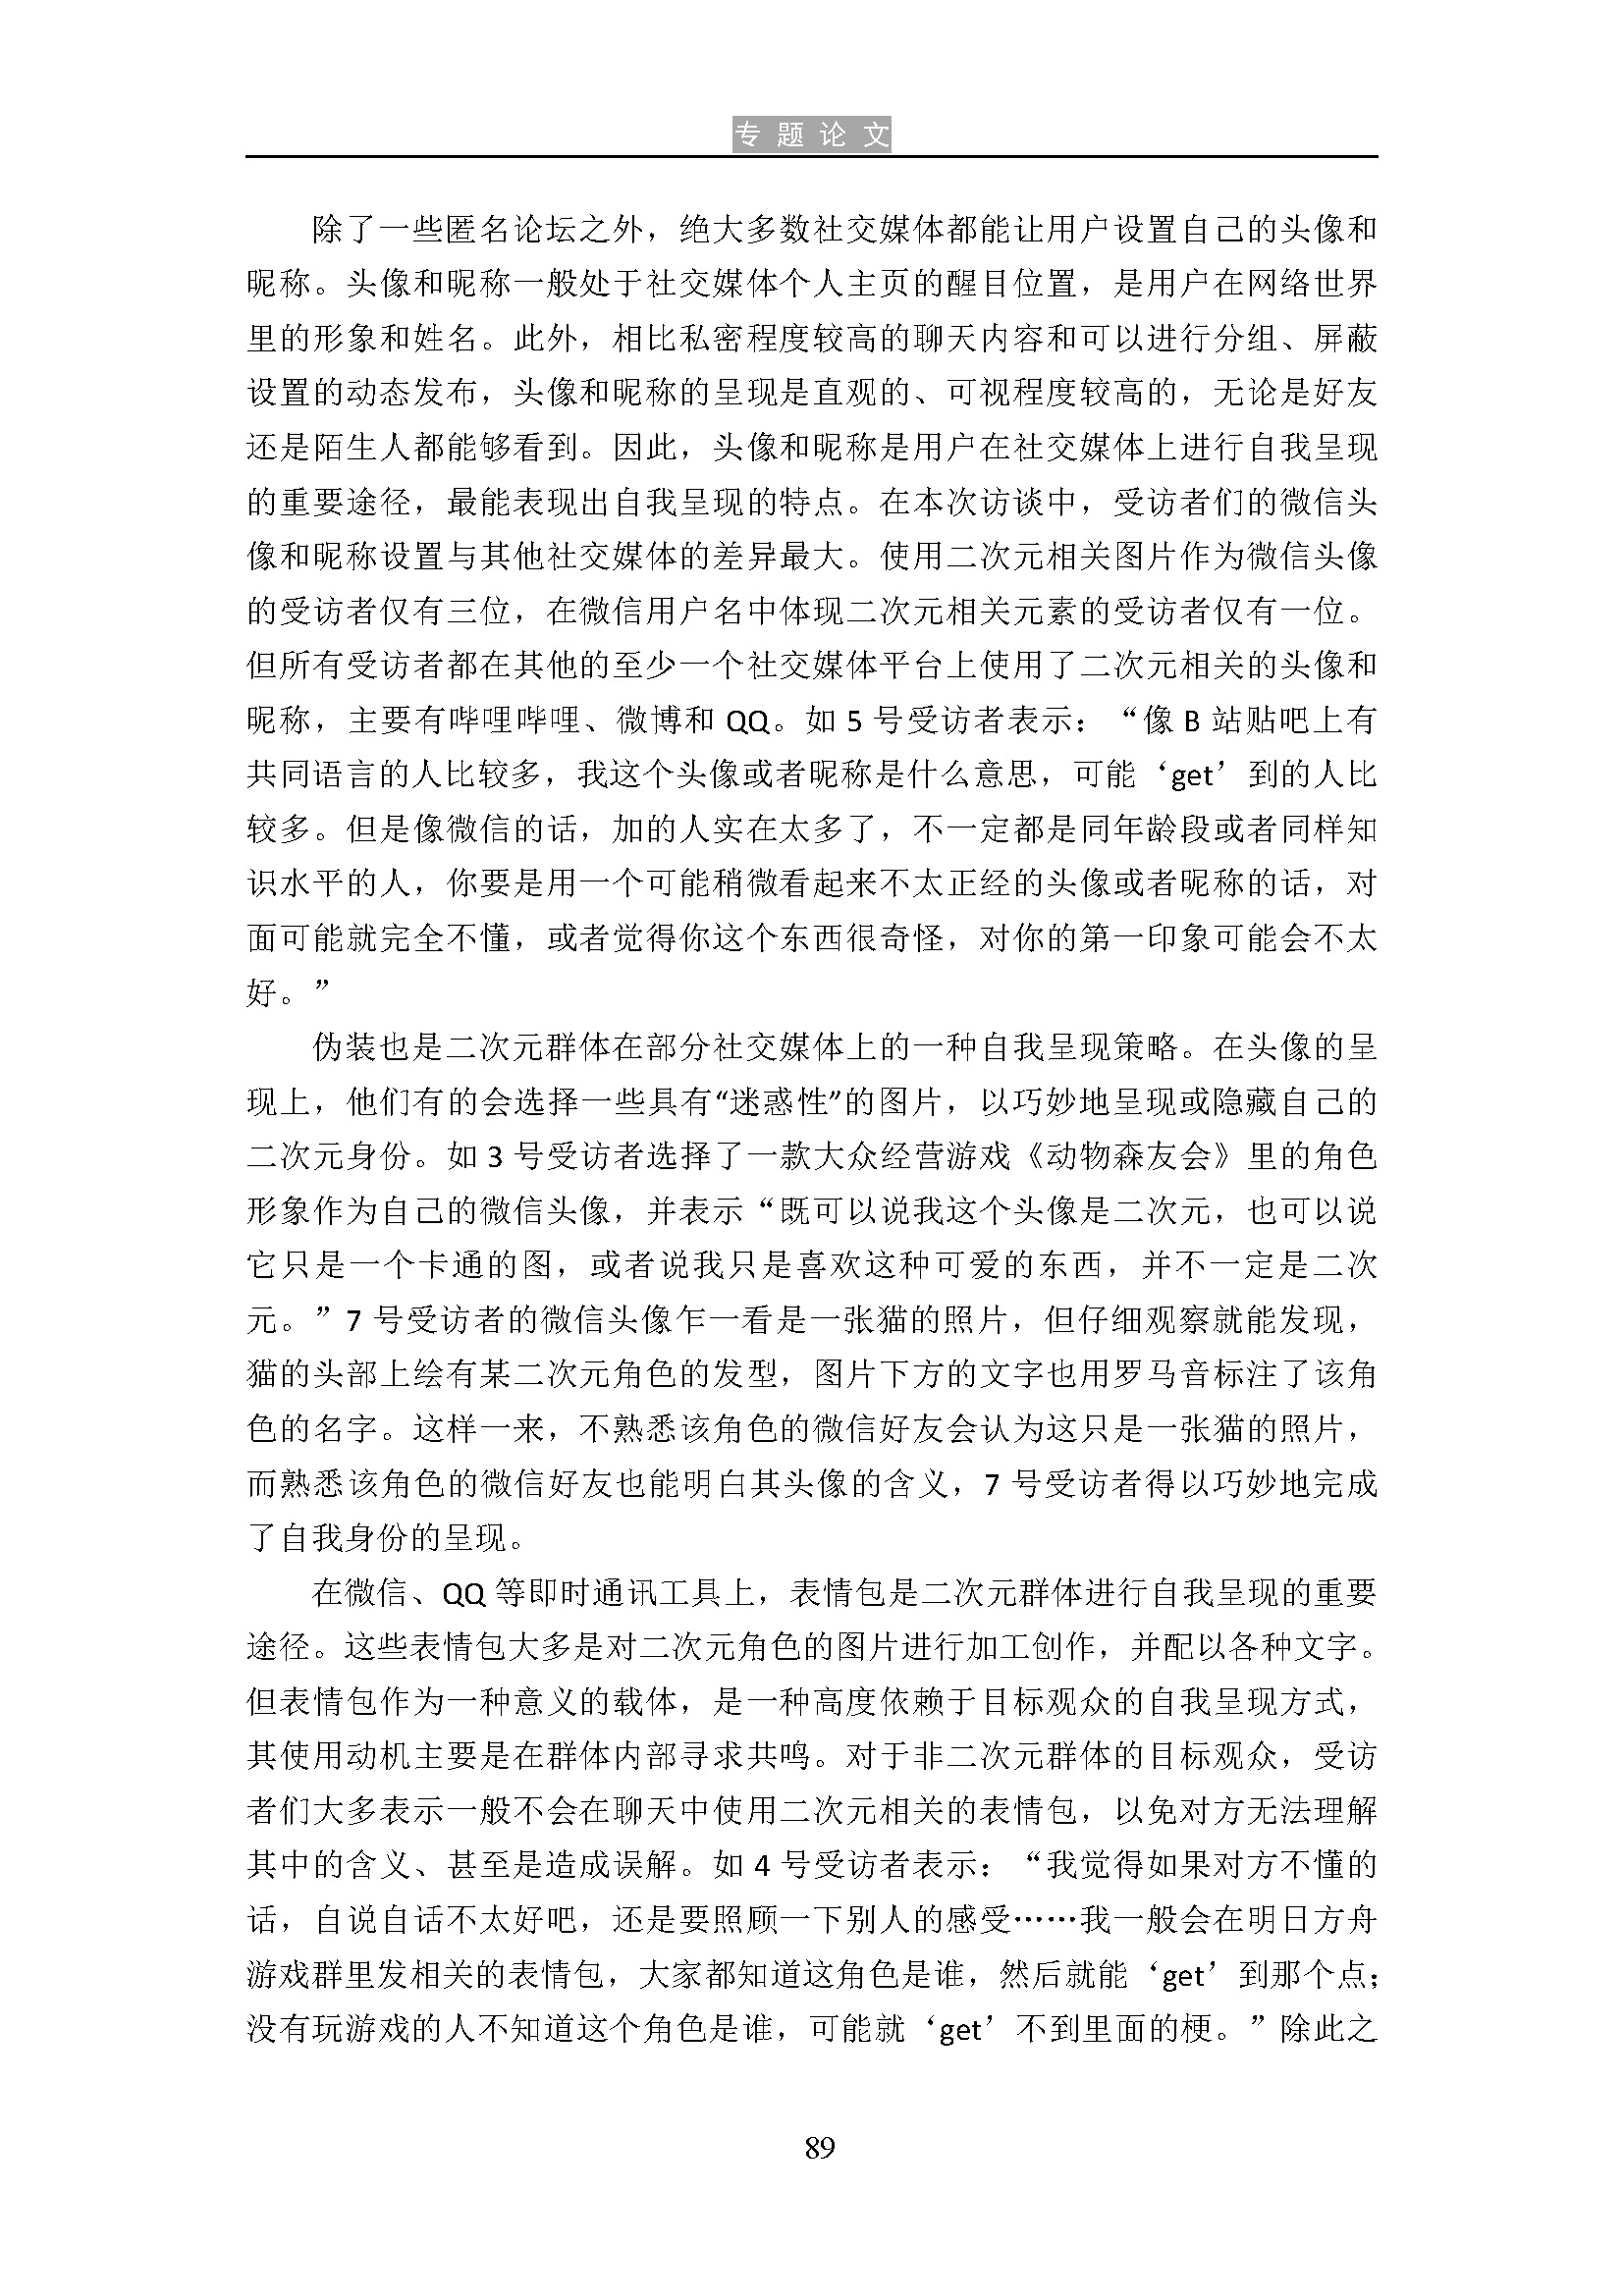 专题论文
除了一些匿名论坛之外，绝大多数社交媒体都能让用户设置自己的头像和
昵称。头像和昵称一般处于社交媒体个人主页的醒目位置，是用户在网络世界
里的形象和姓名。此外，相比私密程度较高的聊天内容和可以进行分组、屏蔽
设置的动态发布，头像和昵称的呈现是直观的、可视程度较高的，无论是好友
还是陌生人都能够看到。因此，头像和昵称是用户在社交媒体上进行自我呈现
的重要途径，最能表现出自我呈现的特点。在本次访谈中，受访者们的微信头
像和昵称设置与其他社交媒体的差异最大。使用二次元相关图片作为微信头像
的受访者仅有三位，在微信用户名中体现二次元相关元素的受访者仅有一位。
但所有受访者都在其他的至少一个社交媒体平台上使用了二次元相关的头像和
昵称，主要有哔哩哔哩、微博和 QQ。如 5 号受访者表示：“像 B 站贴吧上有
共同语言的人比较多，我这个头像或者昵称是什么意思，可能‘get’到的人比
较多。但是像微信的话，加的人实在太多了，不一定都是同年龄段或者同样知
识水平的人，你要是用一个可能稍微看起来不太正经的头像或者昵称的话，对
面可能就完全不懂，或者觉得你这个东西很奇怪，对你的第一印象可能会不太
好。”
伪装也是二次元群体在部分社交媒体上的一种自我呈现策略。在头像的呈
现上，他们有的会选择一些具有“迷惑性”的图片，以巧妙地呈现或隐藏自己的
二次元身份。如 3 号受访者选择了一款大众经营游戏《动物森友会》里的角色
形象作为自己的微信头像，并表示“既可以说我这个头像是二次元，也可以说
它只是一个卡通的图，或者说我只是喜欢这种可爱的东西，并不一定是二次
元。”7 号受访者的微信头像乍一看是一张猫的照片，但仔细观察就能发现，
猫的头部上绘有某二次元角色的发型，图片下方的文字也用罗马音标注了该角
色的名字。这样一来，不熟悉该角色的微信好友会认为这只是一张猫的照片，
而熟悉该角色的微信好友也能明白其头像的含义，7 号受访者得以巧妙地完成
了自我身份的呈现。
在微信、QQ 等即时通讯工具上，表情包是二次元群体进行自我呈现的重要
途径。这些表情包大多是对二次元角色的图片进行加工创作，并配以各种文字。
但表情包作为一种意义的载体，是一种高度依赖于目标观众的自我呈现方式，
其使用动机主要是在群体内部寻求共鸣。对于非二次元群体的目标观众，受访
者们大多表示一般不会在聊天中使用二次元相关的表情包，以免对方无法理解
其中的含义、甚至是造成误解。如 4 号受访者表示：“我觉得如果对方不懂的
话，自说自话不太好吧，还是要照顾一下别人的感受……我一般会在明日方舟
游戏群里发相关的表情包，大家都知道这角色是谁，然后就能‘get’到那个点；
没有玩游戏的人不知道这个角色是谁，可能就‘get’不到里面的梗。”除此之
89